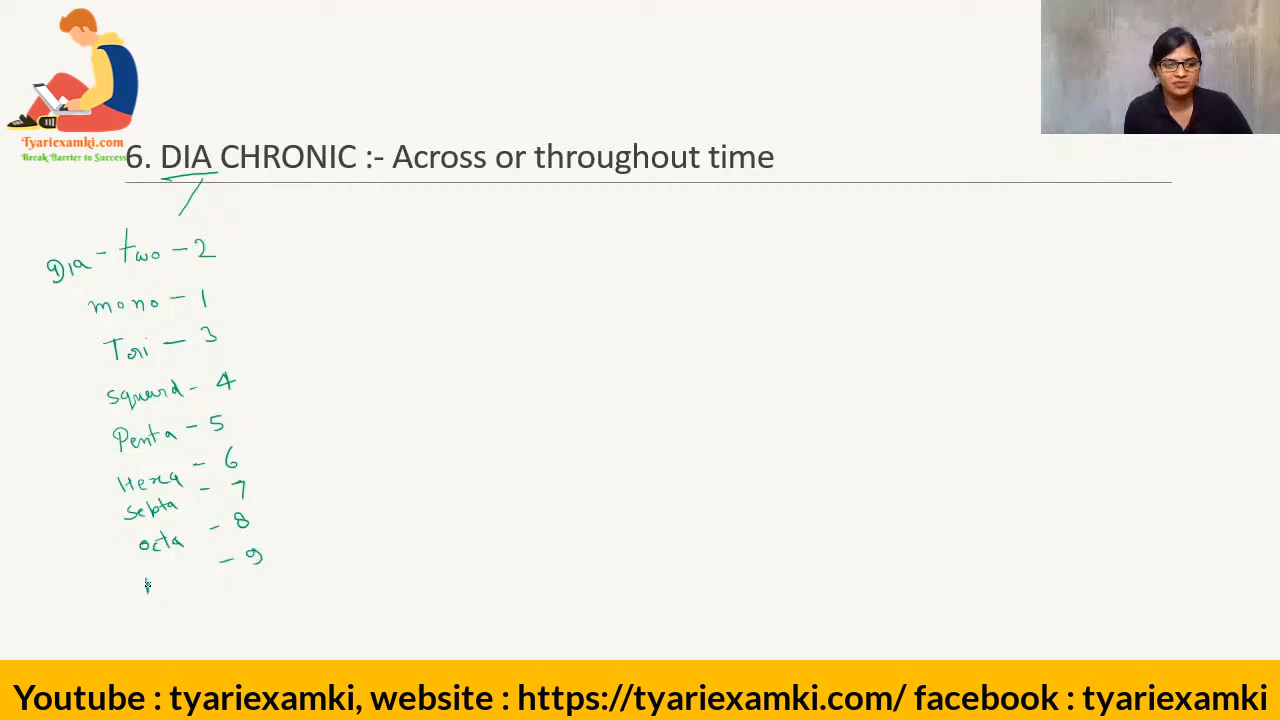 Tyariexamki.com
Break Barrier to Success
6. DIA CHRONIC :- Across or throughout time
Dia - two - 2
mono - 1
Tri - 3
Squard - 4
Penta - 5
Hexa - 6
Septa - 7
octa - 8
- 9
Youtube : tyariexamki, website : https://tyariexamki.com/ facebook : tyariexamki